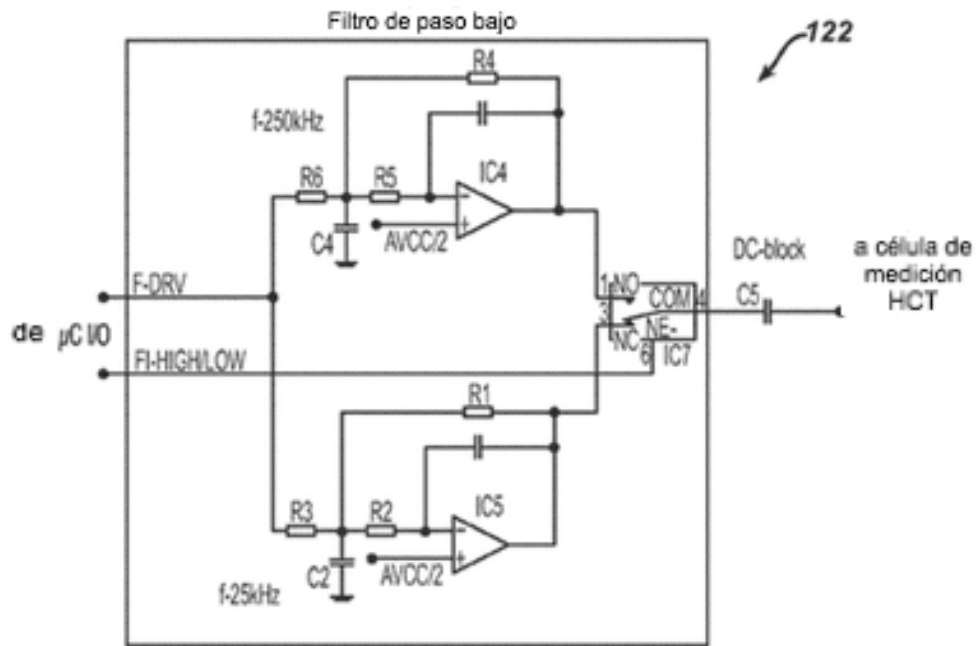 Filtro de paso bajo
122
R4
f-250kHz
IC4
R6
R5
C4
AVCC/2
DC-block
a célula de
medición
HCT
1 NO
COM 4
C5
F-DRV
3
NC
NE-
6
IC7
de µC I/O
FI-HIGH/LOW
R1
IC5
R3
R2
C2
AVCC/2
f-25kHz